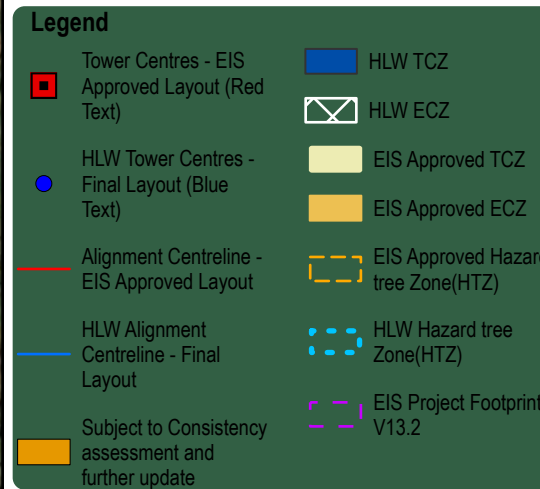 Legend
Tower Centres - EIS
Approved Layout (Red
Text)
HLW Tower Centres -
Final Layout (Blue
Text)
Alignment Centreline -
EIS Approved Layout
HLW Alignment
Centreline - Final
Layout
Subject to Consistency
assessment and
further update
HLW TCZ
HLW ECZ
EIS Approved TCZ
EIS Approved ECZ
EIS Approved Hazard
tree Zone(HTZ)
HLW Hazard tree
Zone(HTZ)
EIS Project Footprint
V13.2